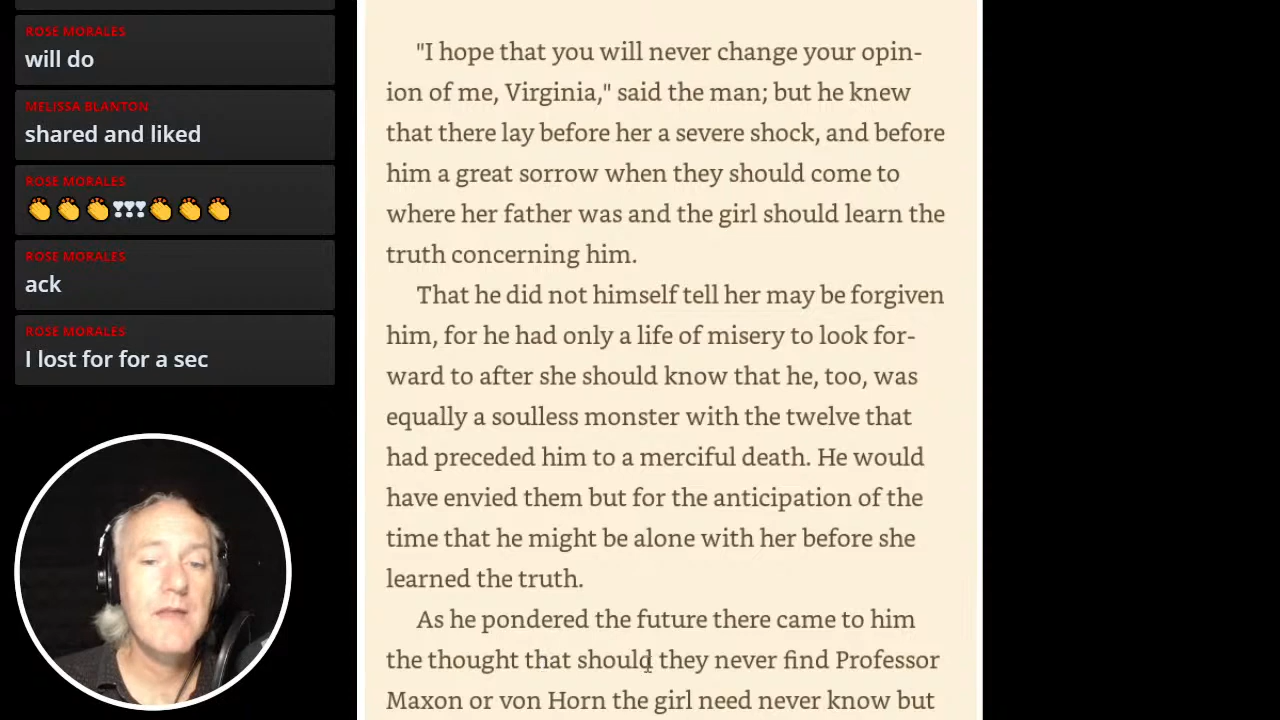 ROSE MORALES
will do
MELISSA BLANTON
shared and liked
ROSE MORALES
👏👏👏❣❣❣👏👏👏
ROSE MORALES
ack
ROSE MORALES
I lost for for a sec
"I hope that you will never change your opin-
ion of me, Virginia," said the man; but he knew
that there lay before her a severe shock, and before
him a great sorrow when they should come to
where her father was and the girl should learn the
truth concerning him.
That he did not himself tell her may be forgiven
him, for he had only a life of misery to look for-
ward to after she should know that he, too, was
equally a soulless monster with the twelve that
had preceded him to a merciful death. He would
have envied them but for the anticipation of the
time that he might be alone with her before she
learned the truth.
As he pondered the future there came to him
the thought that should they never find Professor
Maxon or von Horn the girl need never know but